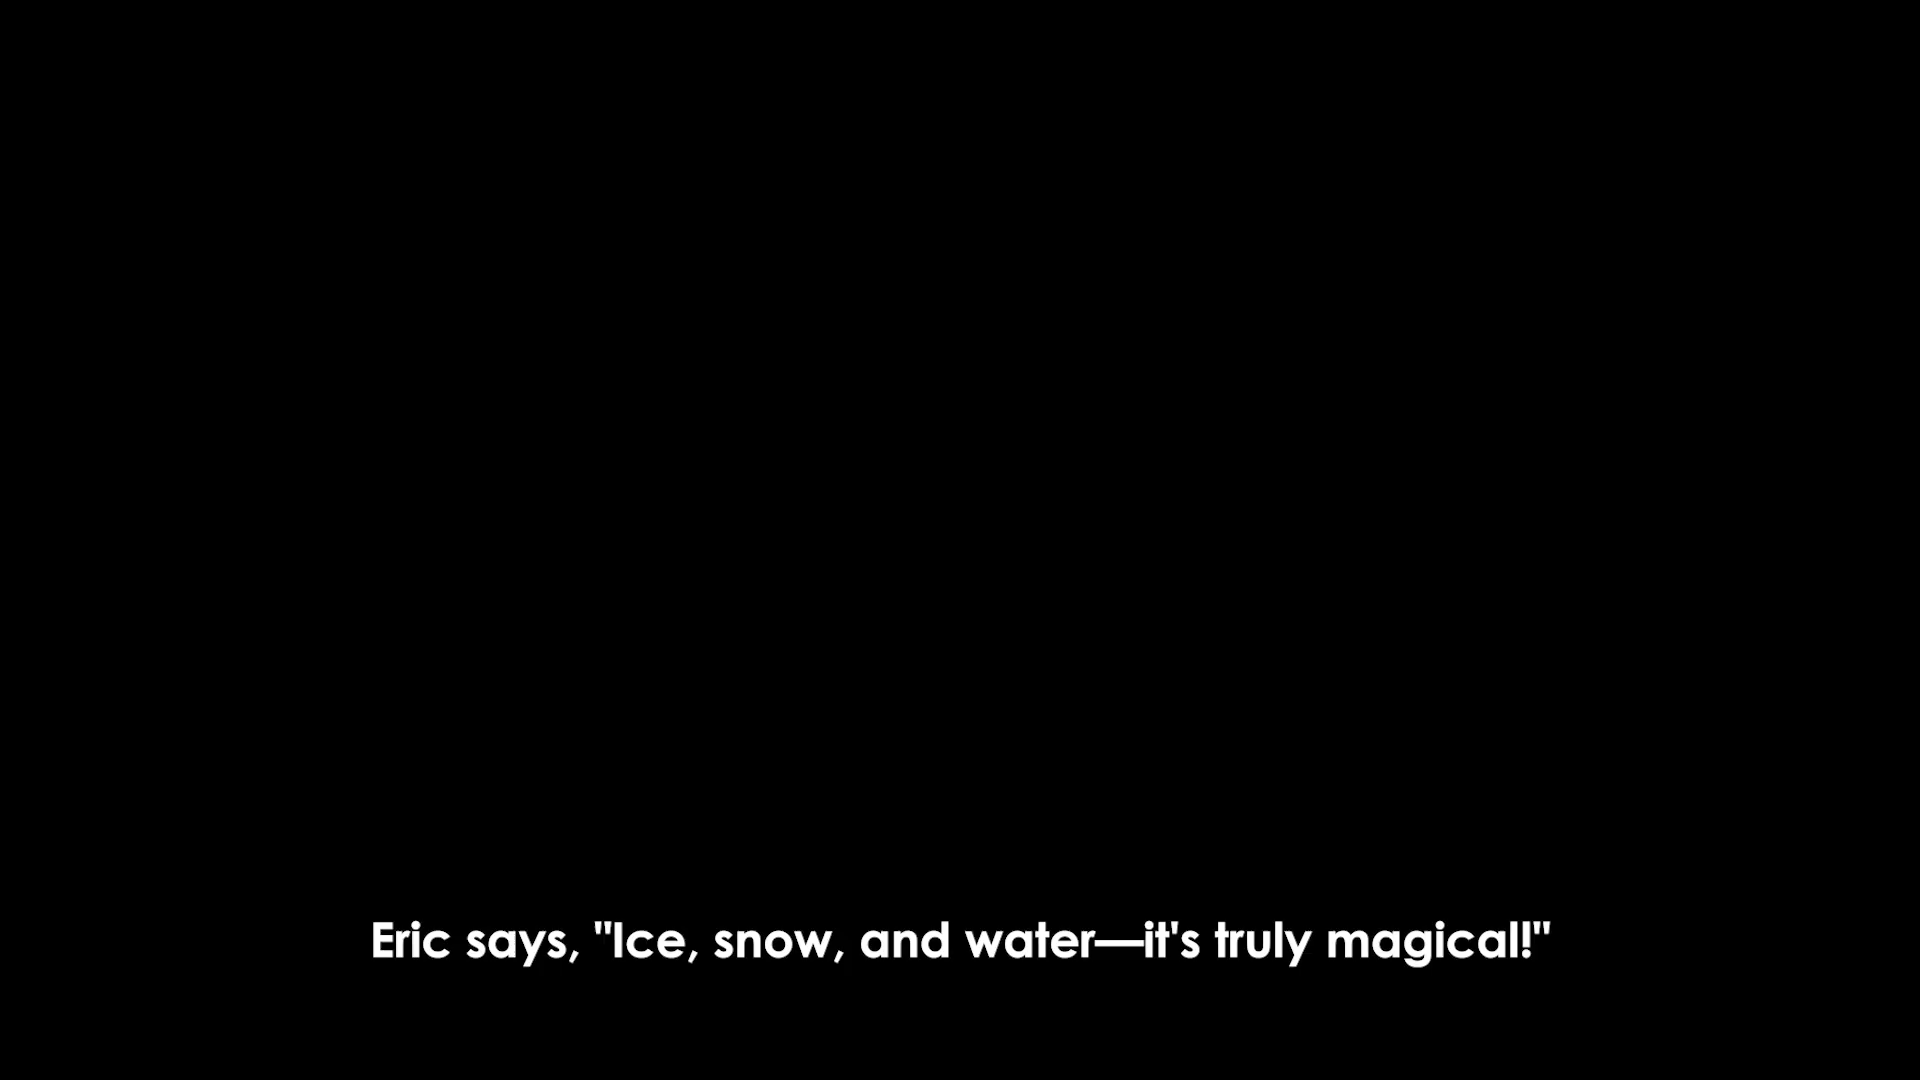 Eric says, "Ice, snow, and water—it's truly magical!"